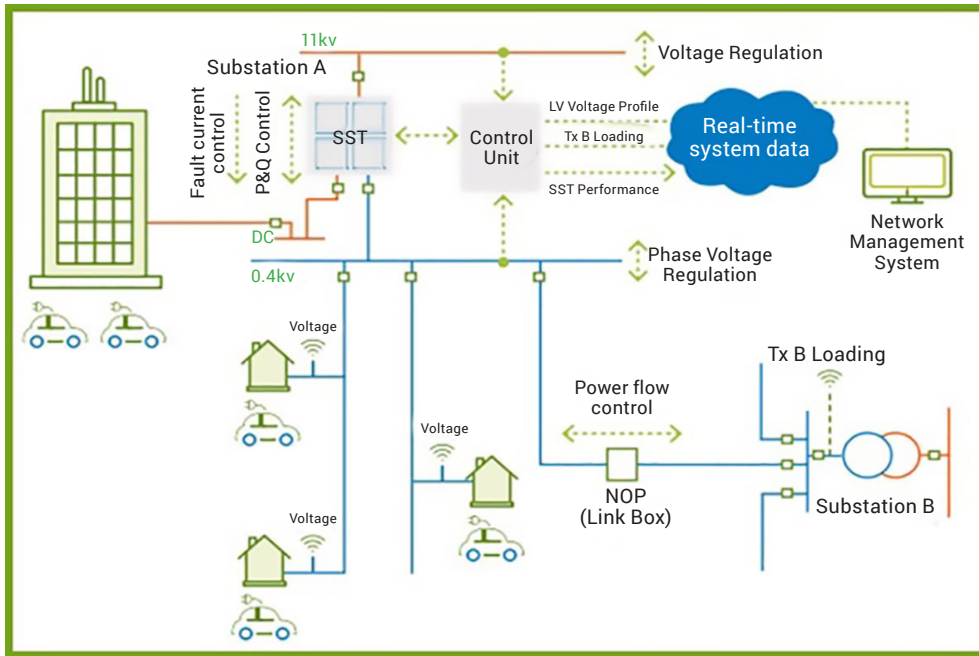 11kv
Voltage Regulation
Substation A
Fault current
control
P&Q Control
SST
Control
Unit
LV Voltage Profile
Tx B Loading
SST Performance
Real-time
system data
Network
Management
System
DC
0.4kv
Phase Voltage
Regulation
Voltage
Voltage
Voltage
Power flow
control
NOP
(Link Box)
Tx B Loading
Substation B